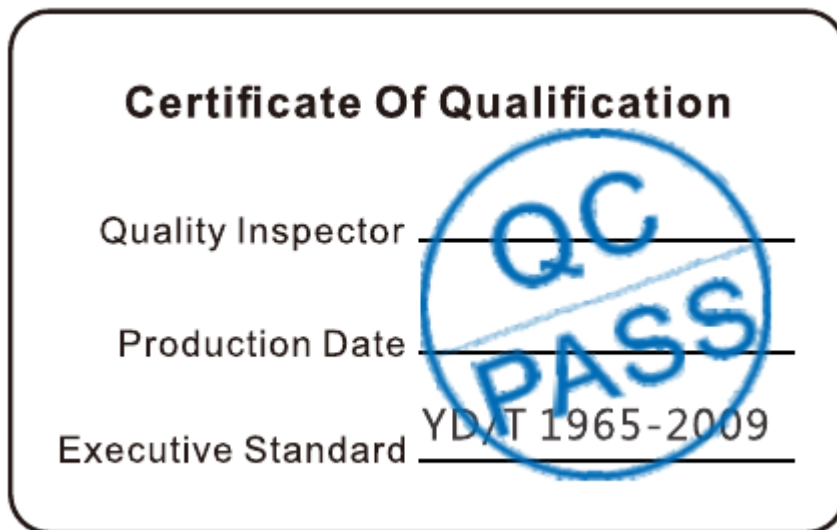 Certificate Of Qualification
Quality Inspector
QC
Production Date
PASS
Executive Standard YD/T 1965-2009